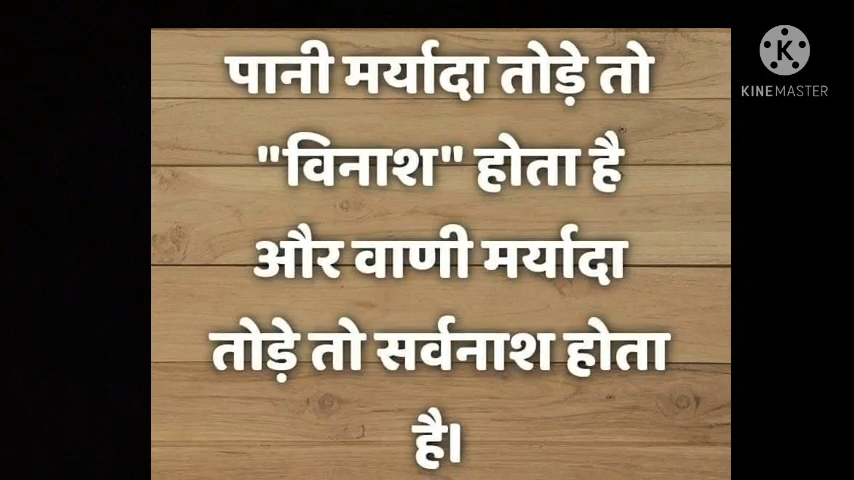 पानी मर्यादा तोड़े तो
"विनाश" होता है
और वाणी मर्यादा
तोड़े तो सर्वनाश होता
है।
KINEMASTER